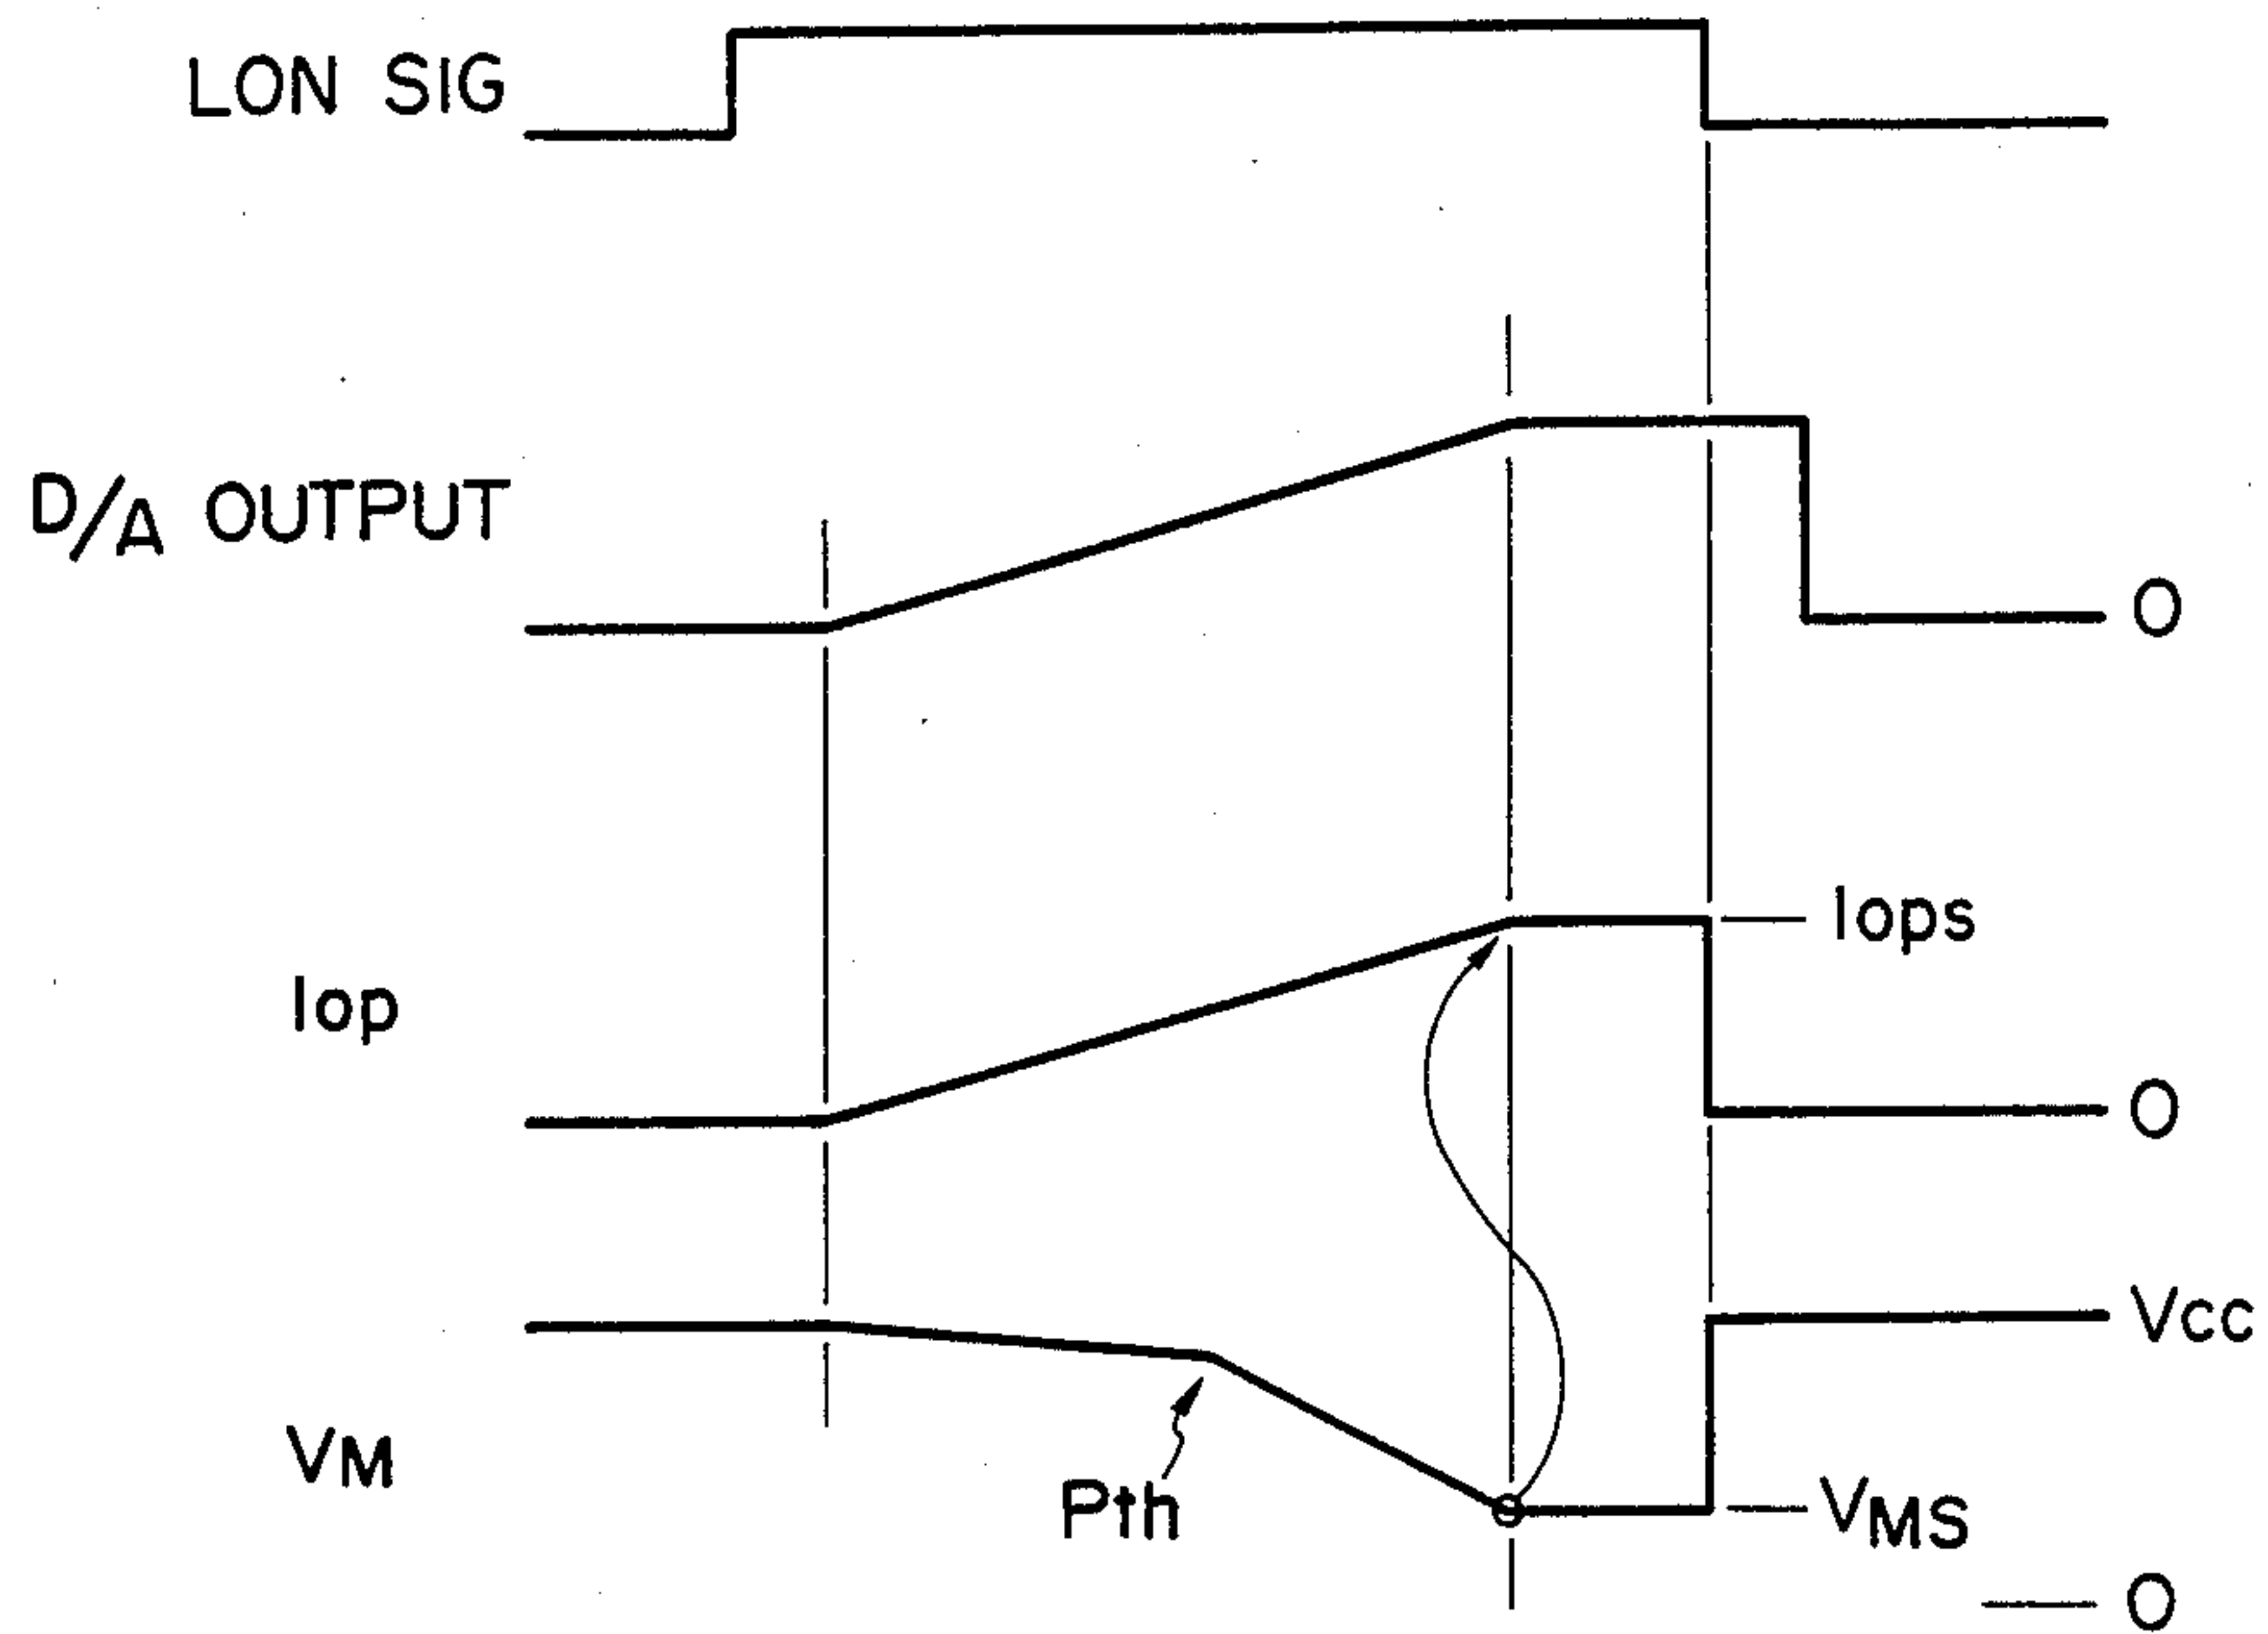 LON SIG
D/A OUTPUT
O
Iops
Iop
O
Vcc
VM
Pth
VMS
O